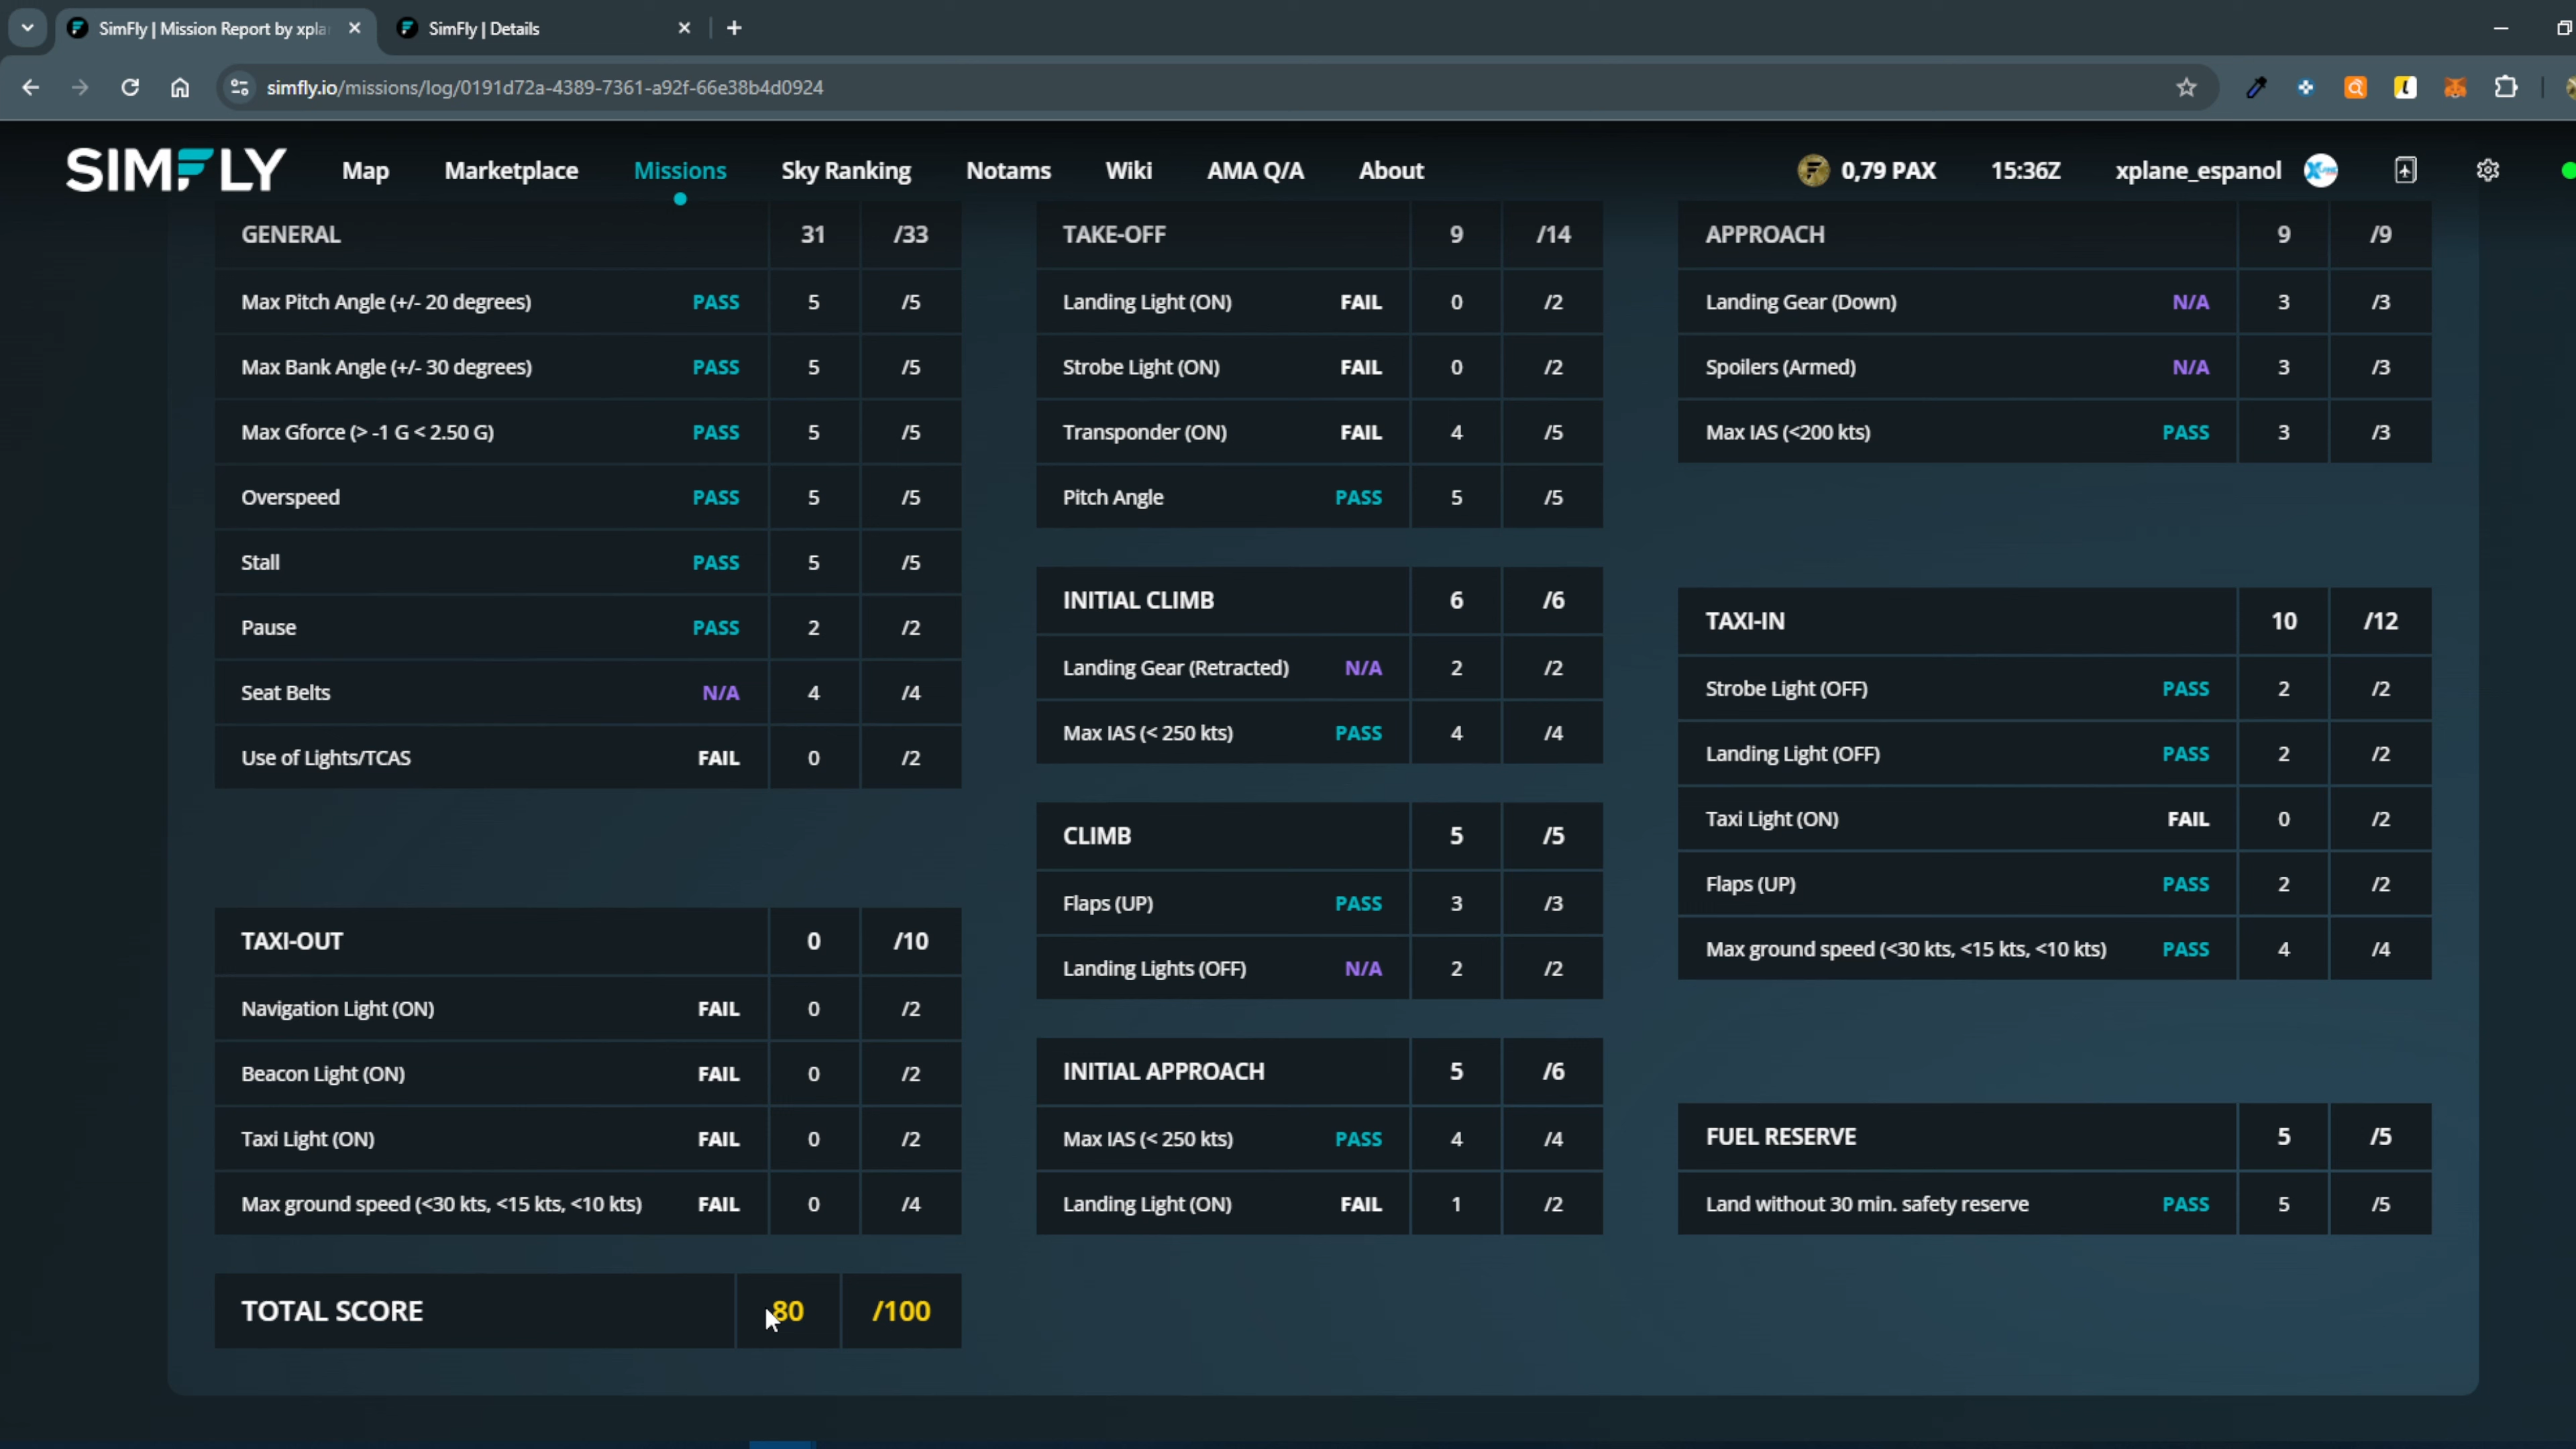 SimFly | Mission Report by xpla
SimFly | Details
simfly.io/missions/log/0191d72a-4389-7361-a92f-66e38b4d0924
SIMFLY Map Marketplace Missions Sky Ranking Notams Wiki AMA Q/A About 0,79 PAX 15:36Z xplane_espanol
GENERAL 31 /33
Max Pitch Angle (+/- 20 degrees) PASS 5 /5
Max Bank Angle (+/- 30 degrees) PASS 5 /5
Max Gforce (> -1 G < 2.50 G) PASS 5 /5
Overspeed PASS 5 /5
Stall PASS 5 /5
Pause PASS 2 /2
Seat Belts N/A 4 /4
Use of Lights/TCAS FAIL 0 /2
TAXI-OUT 0 /10
Navigation Light (ON) FAIL 0 /2
Beacon Light (ON) FAIL 0 /2
Taxi Light (ON) FAIL 0 /2
Max ground speed (<30 kts, <15 kts, <10 kts) FAIL 0 /4
TOTAL SCORE 80 /100
TAKE-OFF 9 /14
Landing Light (ON) FAIL 0 /2
Strobe Light (ON) FAIL 0 /2
Transponder (ON) FAIL 4 /5
Pitch Angle PASS 5 /5
INITIAL CLIMB 6 /6
Landing Gear (Retracted) N/A 2 /2
Max IAS (< 250 kts) PASS 4 /4
CLIMB 5 /5
Flaps (UP) PASS 3 /3
Landing Lights (OFF) N/A 2 /2
INITIAL APPROACH 5 /6
Max IAS (< 250 kts) PASS 4 /4
Landing Light (ON) FAIL 1 /2
APPROACH 9 /9
Landing Gear (Down) N/A 3 /3
Spoilers (Armed) N/A 3 /3
Max IAS (<200 kts) PASS 3 /3
TAXI-IN 10 /12
Strobe Light (OFF) PASS 2 /2
Landing Light (OFF) PASS 2 /2
Taxi Light (ON) FAIL 0 /2
Flaps (UP) PASS 2 /2
Max ground speed (<30 kts, <15 kts, <10 kts) PASS 4 /4
FUEL RESERVE 5 /5
Land without 30 min. safety reserve PASS 5 /5